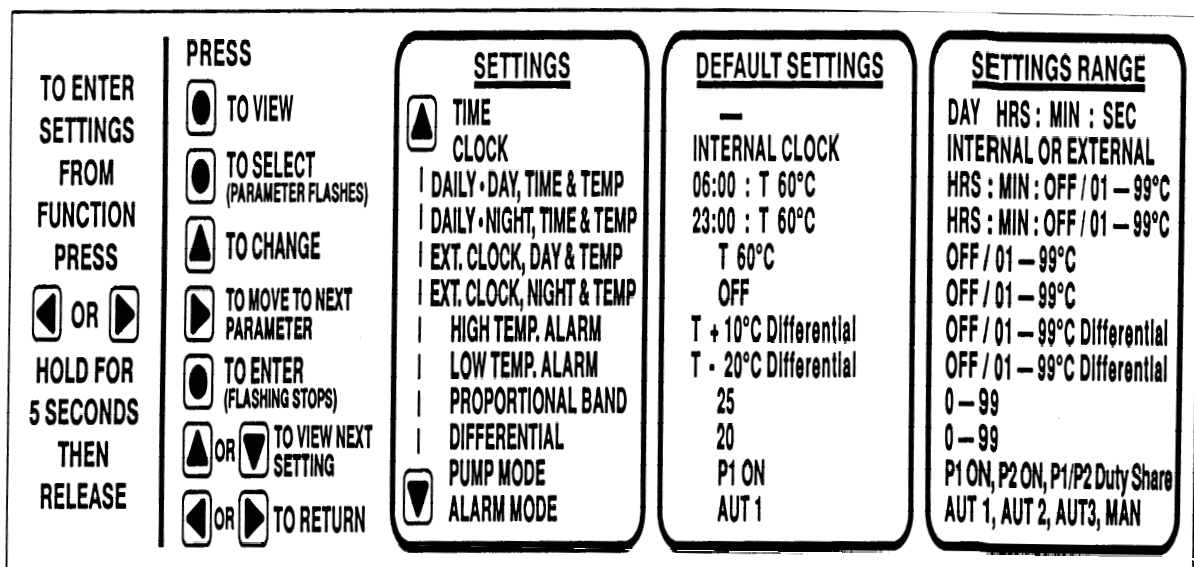 TO ENTER
SETTINGS
FROM
FUNCTION
PRESS
OR
HOLD FOR
5 SECONDS
THEN
RELEASE
PRESS
TO VIEW
TO SELECT
(PARAMETER FLASHES)
TO CHANGE
TO MOVE TO NEXT
PARAMETER
TO ENTER
(FLASHING STOPS)
OR TO VIEW NEXT
SETTING
OR TO RETURN
SETTINGS
TIME
CLOCK
DAILY • DAY, TIME & TEMP
DAILY • NIGHT, TIME & TEMP
EXT. CLOCK, DAY & TEMP
EXT. CLOCK, NIGHT & TEMP
HIGH TEMP. ALARM
LOW TEMP. ALARM
PROPORTIONAL BAND
DIFFERENTIAL
PUMP MODE
ALARM MODE
DEFAULT SETTINGS
—
INTERNAL CLOCK
06:00 : T 60°C
23:00 : T 60°C
T 60°C
OFF
T + 10°C Differential
T - 20°C Differential
25
20
P1 ON
AUT 1
SETTINGS RANGE
DAY HRS : MIN : SEC
INTERNAL OR EXTERNAL
HRS : MIN : OFF / 01 — 99°C
HRS : MIN : OFF / 01 — 99°C
OFF / 01 — 99°C
OFF / 01 — 99°C
OFF / 01 — 99°C Differential
OFF / 01 — 99°C Differential
0 — 99
0 — 99
P1 ON, P2 ON, P1/P2 Duty Share
AUT 1, AUT 2, AUT3, MAN